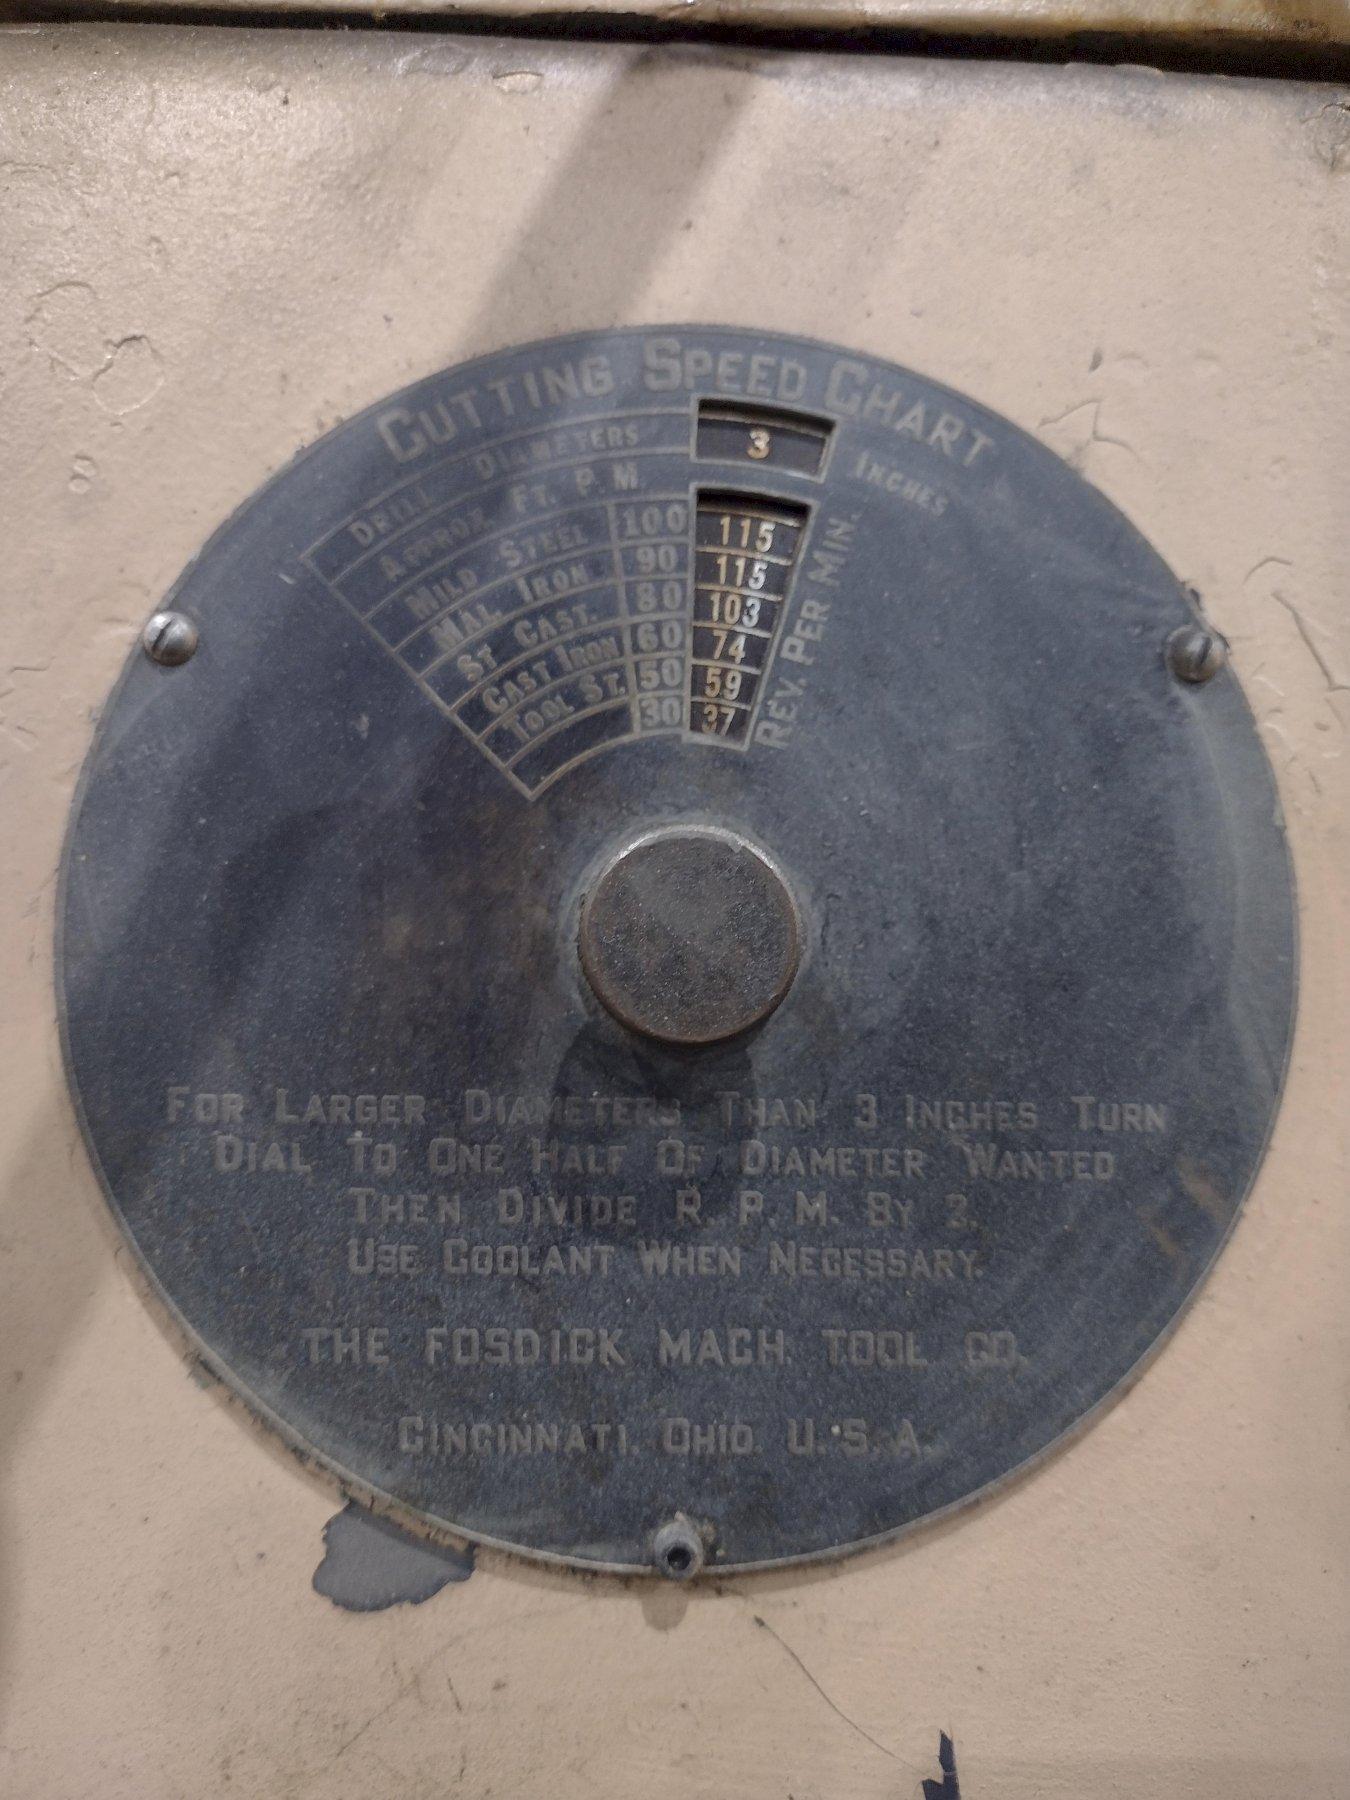 CUTTING SPEED CHART
DRILL DIAMETERS 3 INCHES
APPROX. FT. P. M.
MILD STEEL 100 115
MAL. IRON 90 115
ST CAST. 80 103
CAST IRON 60 74
TOOL ST. 50 59
30 37
REV. PER MIN.
FOR LARGER DIAMETERS THAN 3 INCHES TURN
DIAL TO ONE HALF OF DIAMETER WANTED
THEN DIVIDE R. P. M. BY 2.
USE COOLANT WHEN NECESSARY.
THE FOSDICK MACH. TOOL CO.
CINCINNATI. OHIO. U. S. A.